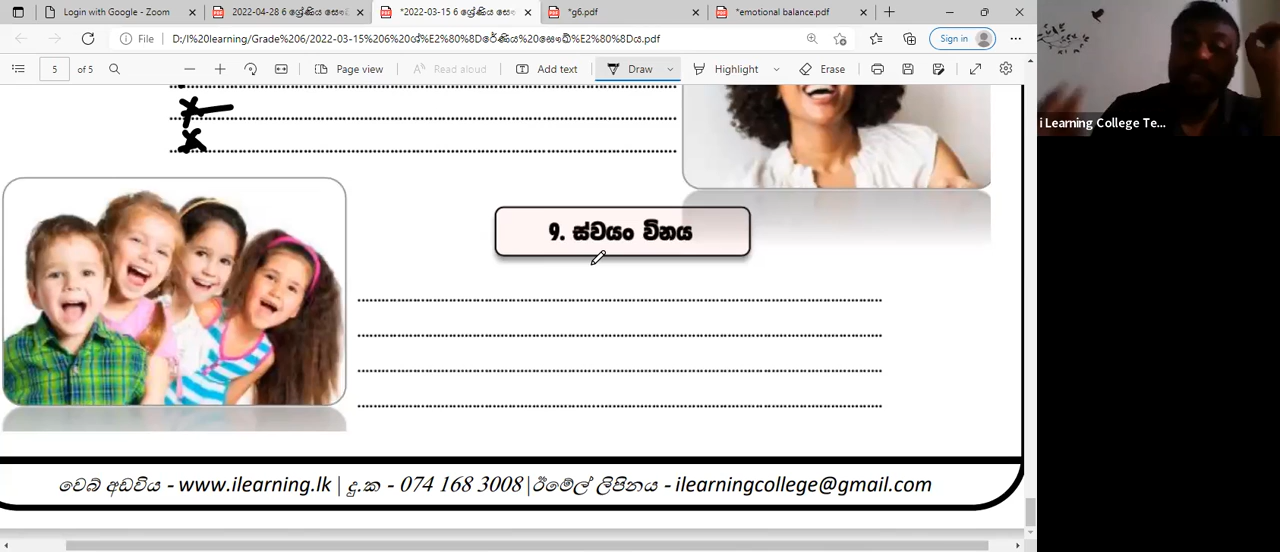 Login with Google - Zoom
2022-04-28 6 ශ්‍රේණිය සෞ
*2022-03-15 6 ශ්‍රේණිය සෞ
*g6.pdf
*emotional balance.pdf
File
D:/I%20learning/Grade%206/2022-03-15%206%20ශ්%E2%80%8Dරේණිය%20සෞඛ්%E2%80%8Dය.pdf
Sign in
5 of 5
Page view
Read aloud
Add text
Draw
Highlight
Erase
i Learning College Te...
9. ස්වයං විනය
වෙබ් අඩවිය - www.ilearning.lk | දු.ක - 074 168 3008|ඊමේල් ලිපිනය - ilearningcollege@gmail.com